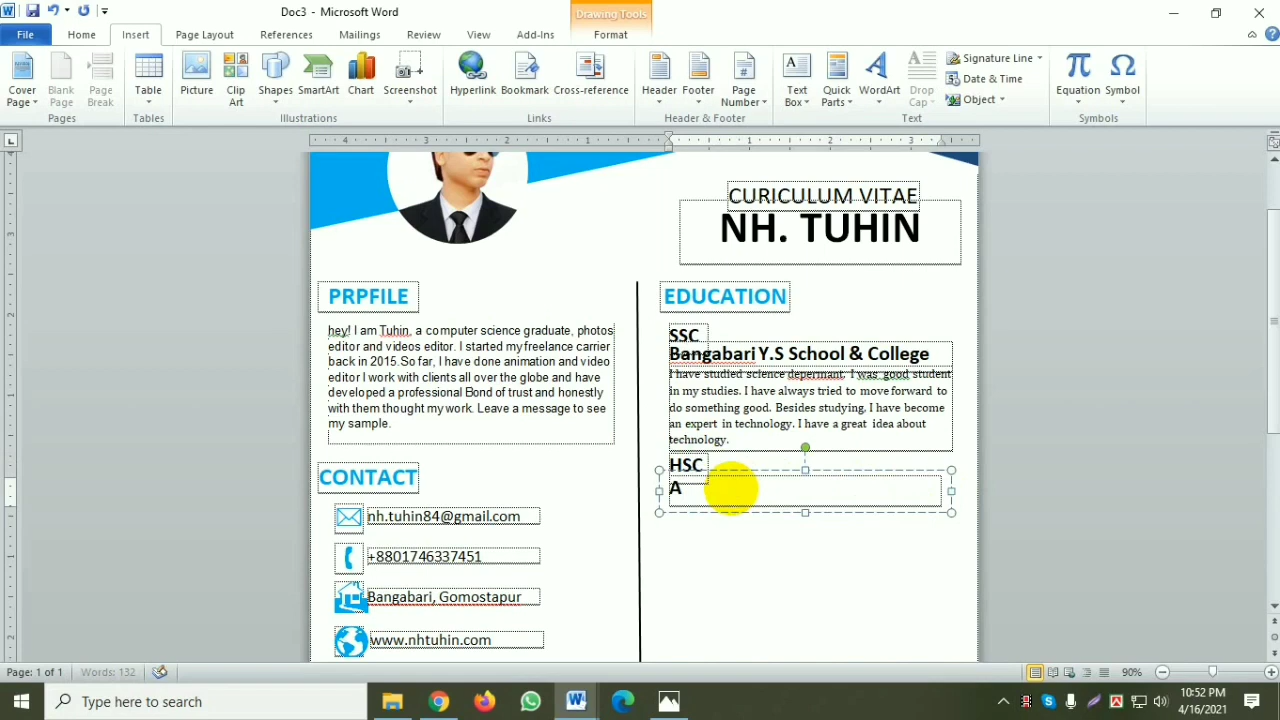 Doc3 - Microsoft Word
Drawing Tools
File Home Insert Page Layout References Mailings Review View Add-Ins Format
Cover Page Blank Page Page Break Table Picture Clip Art Shapes SmartArt Chart Screenshot Hyperlink Bookmark Cross-reference Header Footer Page Number Text Box Quick Parts WordArt Drop Cap Signature Line Date & Time Object Equation Symbol
Pages Tables Illustrations Links Header & Footer Text Symbols
4 3 2 1 1 2 3
CURICULUM VITAE
NH. TUHIN
PRPFILE
hey! I am Tuhin, a computer science graduate, photos
editor and videos editor. I started my freelance carrier
back in 2015.So far, I have done animation and video
editor I work with clients all over the globe and have
developed a professional Bond of trust and honestly
with them thought my work. Leave a message to see
my sample.
CONTACT
nh.tuhin84@gmail.com
+8801746337451
Bangabari, Gomostapur
www.nhtuhin.com
EDUCATION
SSC
Bangabari Y.S School & College
I have studied science depermant, I was good student
in my studies. I have always tried to move forward to
do something good. Besides studying, I have become
an expert in technology. I have a great idea about
technology.
HSC
A
Page: 1 of 1 Words: 132 90%
Type here to search
10:52 PM
4/16/2021